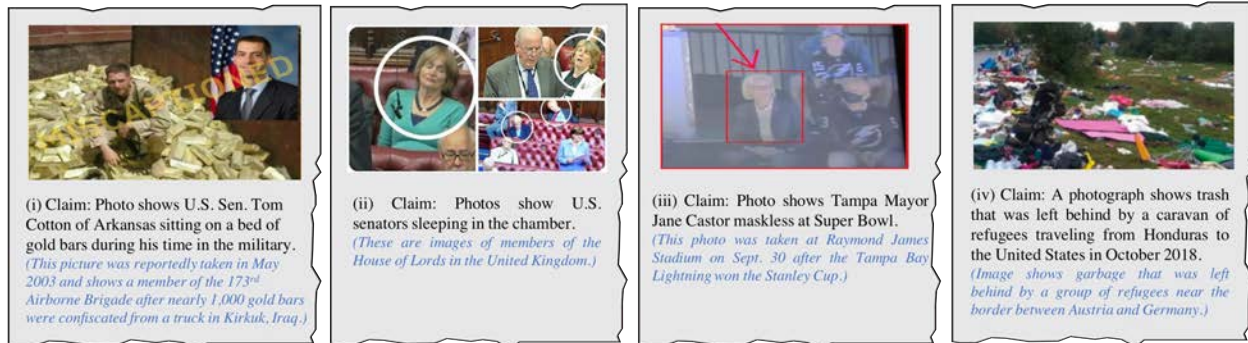 MISCAPTIONED
(i) Claim: Photo shows U.S. Sen. Tom
Cotton of Arkansas sitting on a bed of
gold bars during his time in the military.
(This picture was reportedly taken in May
2003 and shows a member of the 173rd
Airborne Brigade after nearly 1,000 gold bars
were confiscated from a truck in Kirkuk, Iraq.)
(ii) Claim: Photos show U.S.
senators sleeping in the chamber.
(These are images of members of the
House of Lords in the United Kingdom.)
(iii) Claim: Photo shows Tampa Mayor
Jane Castor maskless at Super Bowl.
(This photo was taken at Raymond James
Stadium on Sept. 30 after the Tampa Bay
Lightning won the Stanley Cup.)
(iv) Claim: A photograph shows trash
that was left behind by a caravan of
refugees traveling from Honduras to
the United States in October 2018.
(Image shows garbage that was left
behind by a group of refugees near the
border between Austria and Germany.)